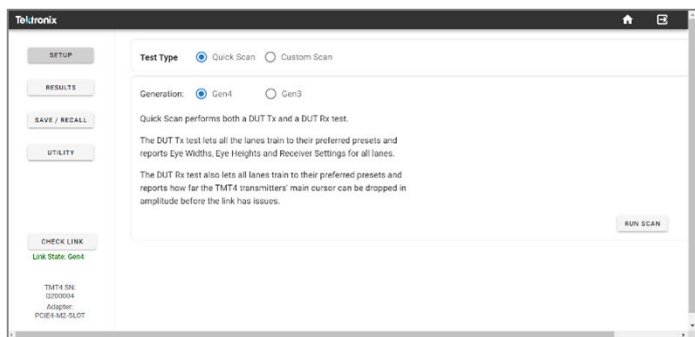 Tektronix
SETUP
RESULTS
SAVE / RECALL
UTILITY
CHECK LINK
Link State: Gen4
TMT4 SN:
Q200004
Adapter:
PCIE4-M2-SLOT
Test Type Quick Scan Custom Scan
Generation: Gen4 Gen3
Quick Scan performs both a DUT Tx and a DUT Rx test.
The DUT Tx test lets all the lanes train to their preferred presets and
reports Eye Widths, Eye Heights and Receiver Settings for all lanes.
The DUT Rx test also lets all lanes train to their preferred presets and
reports how far the TMT4 transmitters' main cursor can be dropped in
amplitude before the link has issues.
RUN SCAN